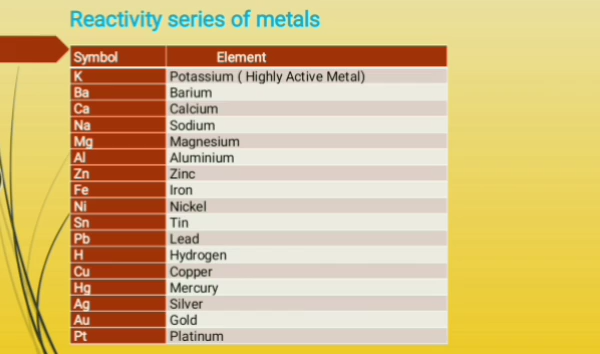 Reactivity series of metals
Symbol Element
K Potassium ( Highly Active Metal)
Ba Barium
Ca Calcium
Na Sodium
Mg Magnesium
Al Aluminium
Zn Zinc
Fe Iron
Ni Nickel
Sn Tin
Pb Lead
H Hydrogen
Cu Copper
Hg Mercury
Ag Silver
Au Gold
Pt Platinum